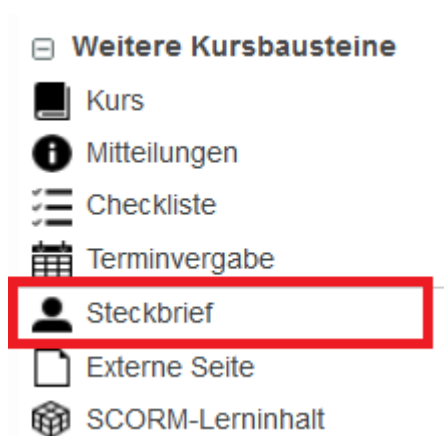 Weitere Kursbausteine
Kurs
Mitteilungen
Checkliste
Terminvergabe
Steckbrief
Externe Seite
SCORM-Lerninhalt